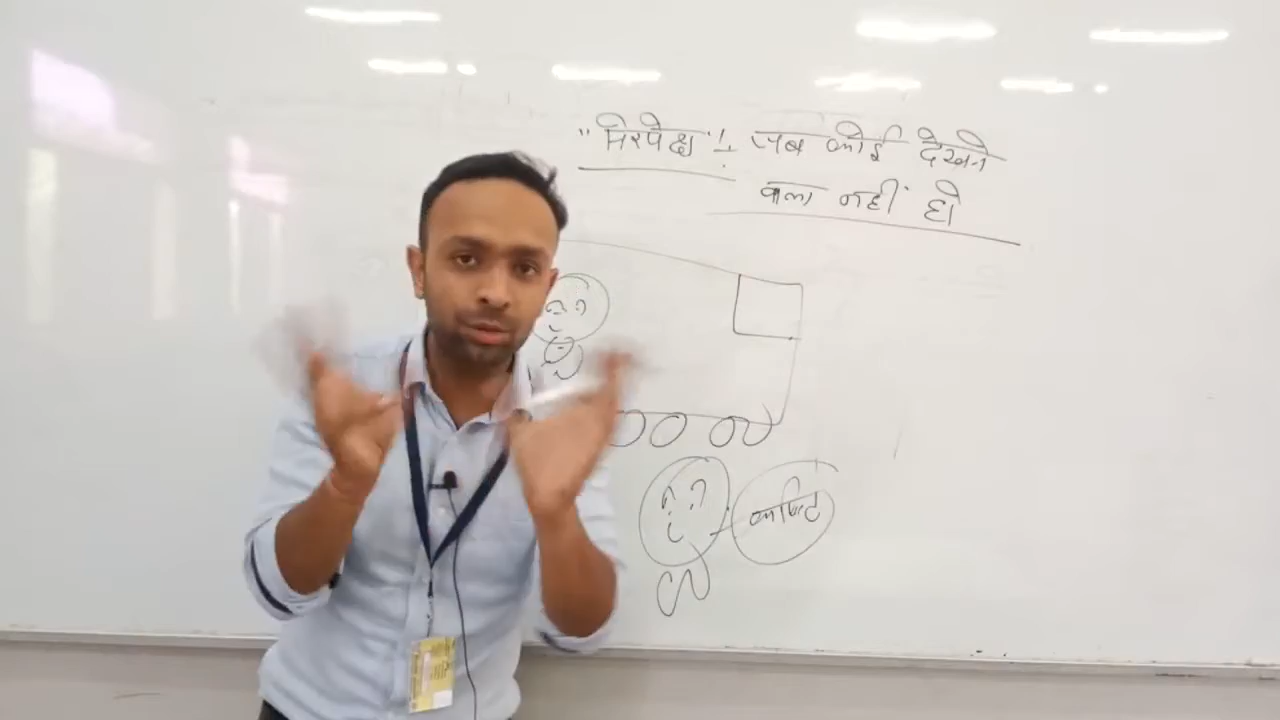 "निरपेक्ष" :- जब कोई देखने
वाला नहीं हो